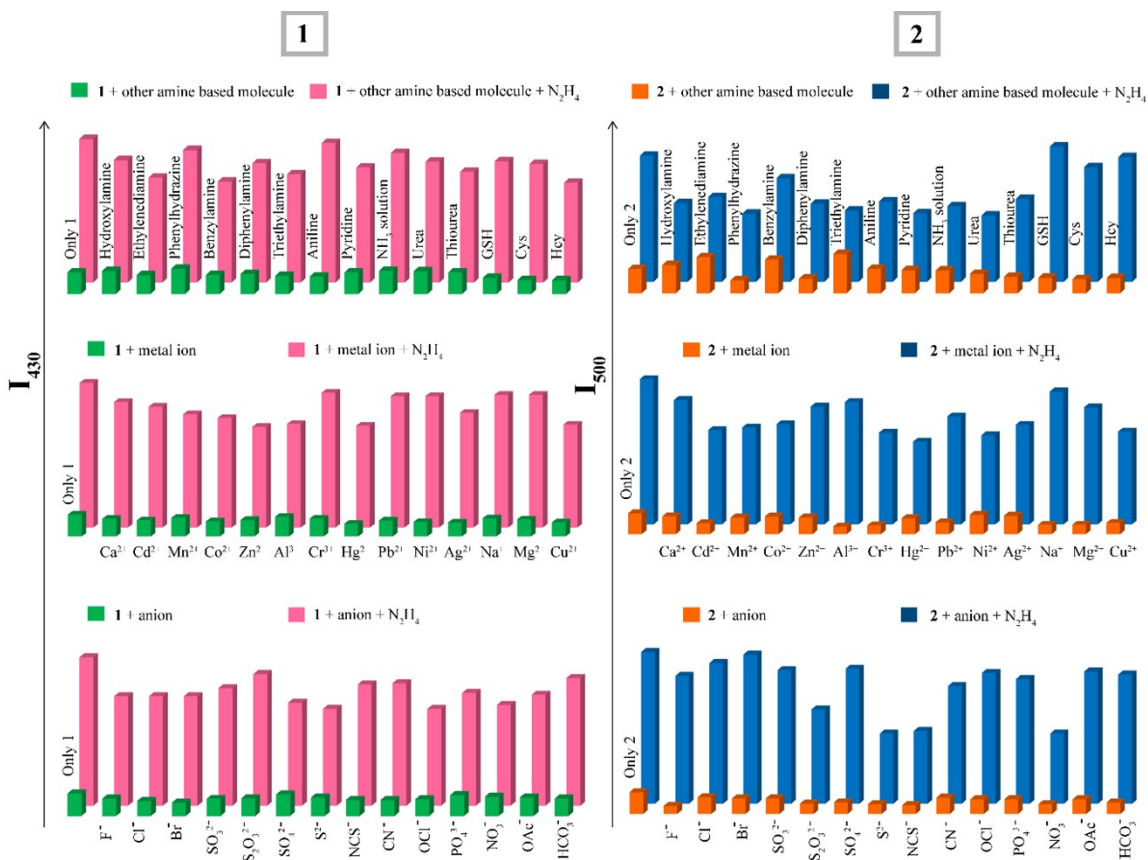 1
2
1 + other amine based molecule
1 + other amine based molecule + N₂H₄
2 + other amine based molecule
2 + other amine based molecule + N₂H₄
Only 1
Hydroxylamine
Ethylenediamine
Phenylhydrazine
Benzylamine
Diphenylamine
Triethylamine
Aniline
Pyridine
NH₃ solution
Urea
Thiourea
GSH
Cys
Hcy
Only 2
Hydroxylamine
Ethylenediamine
Phenylhydrazine
Benzylamine
Diphenylamine
Triethylamine
Aniline
Pyridine
NH₃ solution
Urea
Thiourea
GSH
Cys
Hcy
I₄₃₀
I₅₀₀
1 + metal ion
1 + metal ion + N₂H₄
2 + metal ion
2 + metal ion + N₂H₄
Only 1
Ca²⁺
Cd²⁺
Mn²⁺
Co²⁺
Zn²
Al³
Cr³⁺
Hg²
Pb²⁺
Ni²⁺
Ag²⁺
Na⁺
Mg²
Cu²⁺
Only 2
Ca²⁺
Cd²⁺
Mn²⁺
Co²⁻
Zn²⁻
Al³⁻
Cr³⁺
Hg²⁻
Pb²⁺
Ni²⁺
Ag²⁺
Na⁺
Mg²⁻
Cu²⁺
1 + anion
1 + anion + N₂H₄
2 + anion
2 + anion + N₂H₄
Only 1
F⁻
Cl⁻
Br⁻
SO₃²⁻
S₂O₃²⁻
SO₄²⁻
S²⁻
NCS⁻
CN⁻
OCl⁻
PO₄³⁻
NO₃⁻
OAc⁻
HCO₃⁻
Only 2
F⁻
Cl⁻
Br⁻
SO₃²⁻
S₂O₃²⁻
SO₄²⁻
S²⁻
NCS⁻
CN⁻
OCl⁻
PO₄³⁻
NO₃⁻
OAc⁻
HCO₃⁻